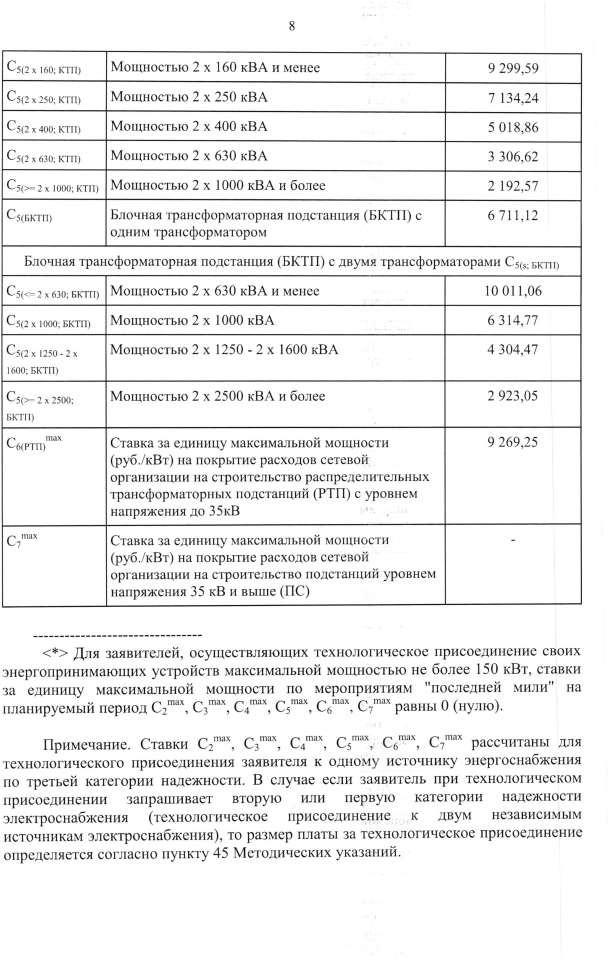 8
C5(2 x 160; КТП) Мощностью 2 х 160 кВА и менее 9 299,59
C5(2 x 250; КТП) Мощностью 2 х 250 кВА 7 134,24
C5(2 x 400; КТП) Мощностью 2 х 400 кВА 5 018,86
C5(2 x 630; КТП) Мощностью 2 х 630 кВА 3 306,62
C5(>= 2 x 1000; КТП) Мощностью 2 х 1000 кВА и более 2 192,57
C5(БКТП) Блочная трансформаторная подстанция (БКТП) с 6 711,12
одним трансформатором
Блочная трансформаторная подстанция (БКТП) с двумя трансформаторами C5(s; БКТП)
C5(<= 2 x 630; БКТП) Мощностью 2 х 630 кВА и менее 10 011,06
C5(2 x 1000; БКТП) Мощностью 2 х 1000 кВА 6 314,77
C5(2 x 1250 - 2 x Мощностью 2 х 1250 - 2 х 1600 кВА 4 304,47
1600; БКТП)
C5(>= 2 x 2500; Мощностью 2 х 2500 кВА и более 2 923,05
БКТП)
C6(РТП)max Ставка за единицу максимальной мощности 9 269,25
(руб./кВт) на покрытие расходов сетевой
организации на строительство распределительных
трансформаторных подстанций (РТП) с уровнем
напряжения до 35кВ
C7max Ставка за единицу максимальной мощности -
(руб./кВт) на покрытие расходов сетевой
организации на строительство подстанций уровнем
напряжения 35 кВ и выше (ПС)
--------------------------------
<*> Для заявителей, осуществляющих технологическое присоединение своих
энергопринимающих устройств максимальной мощностью не более 150 кВт, ставки
за единицу максимальной мощности по мероприятиям "последней мили" на
планируемый период C2max, C3max, C4max, C5max, C6max, C7max равны 0 (нулю).
Примечание. Ставки C2max, C3max, C4max, C5max, C6max, C7max рассчитаны для
технологического присоединения заявителя к одному источнику энергоснабжения
по третьей категории надежности. В случае если заявитель при технологическом
присоединении запрашивает вторую или первую категории надежности
электроснабжения (технологическое присоединение к двум независимым
источникам электроснабжения), то размер платы за технологическое присоединение
определяется согласно пункту 45 Методических указаний.